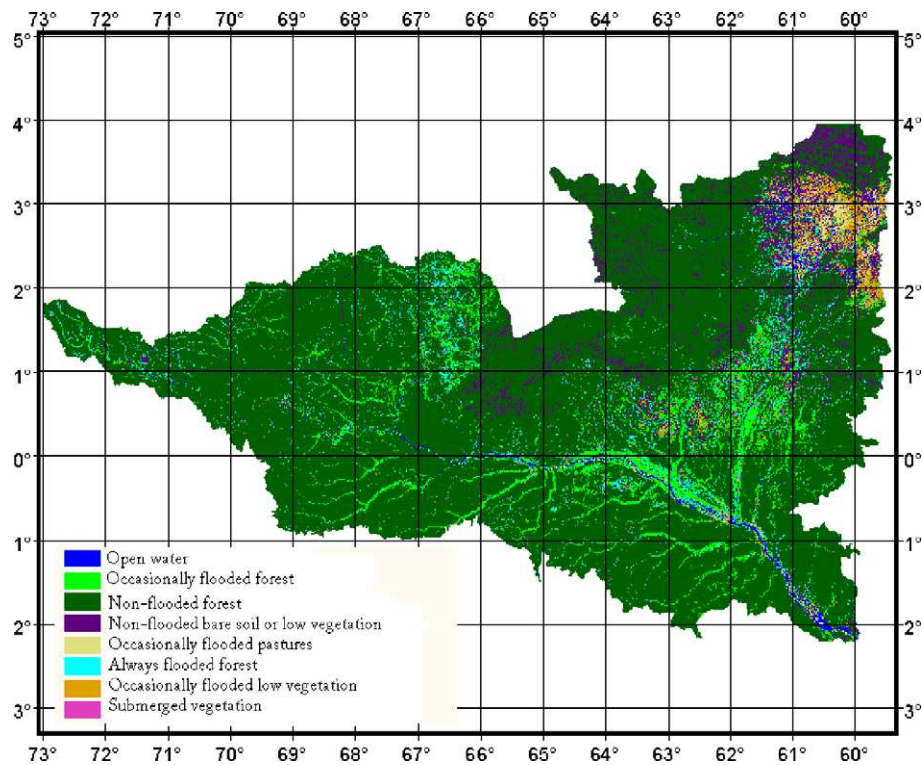 73° 72° 71° 70° 69° 68° 67° 66° 65° 64° 63° 62° 61° 60°
5° 5°
4° 4°
3° 3°
2° 2°
1° 1°
0° 0°
1° 1°
2° 2°
3° 3°
Open water
Occasionally flooded forest
Non-flooded forest
Non-flooded bare soil or low vegetation
Occasionally flooded pastures
Always flooded forest
Occasionally flooded low vegetation
Submerged vegetation
73° 72° 71° 70° 69° 68° 67° 66° 65° 64° 63° 62° 61° 60°